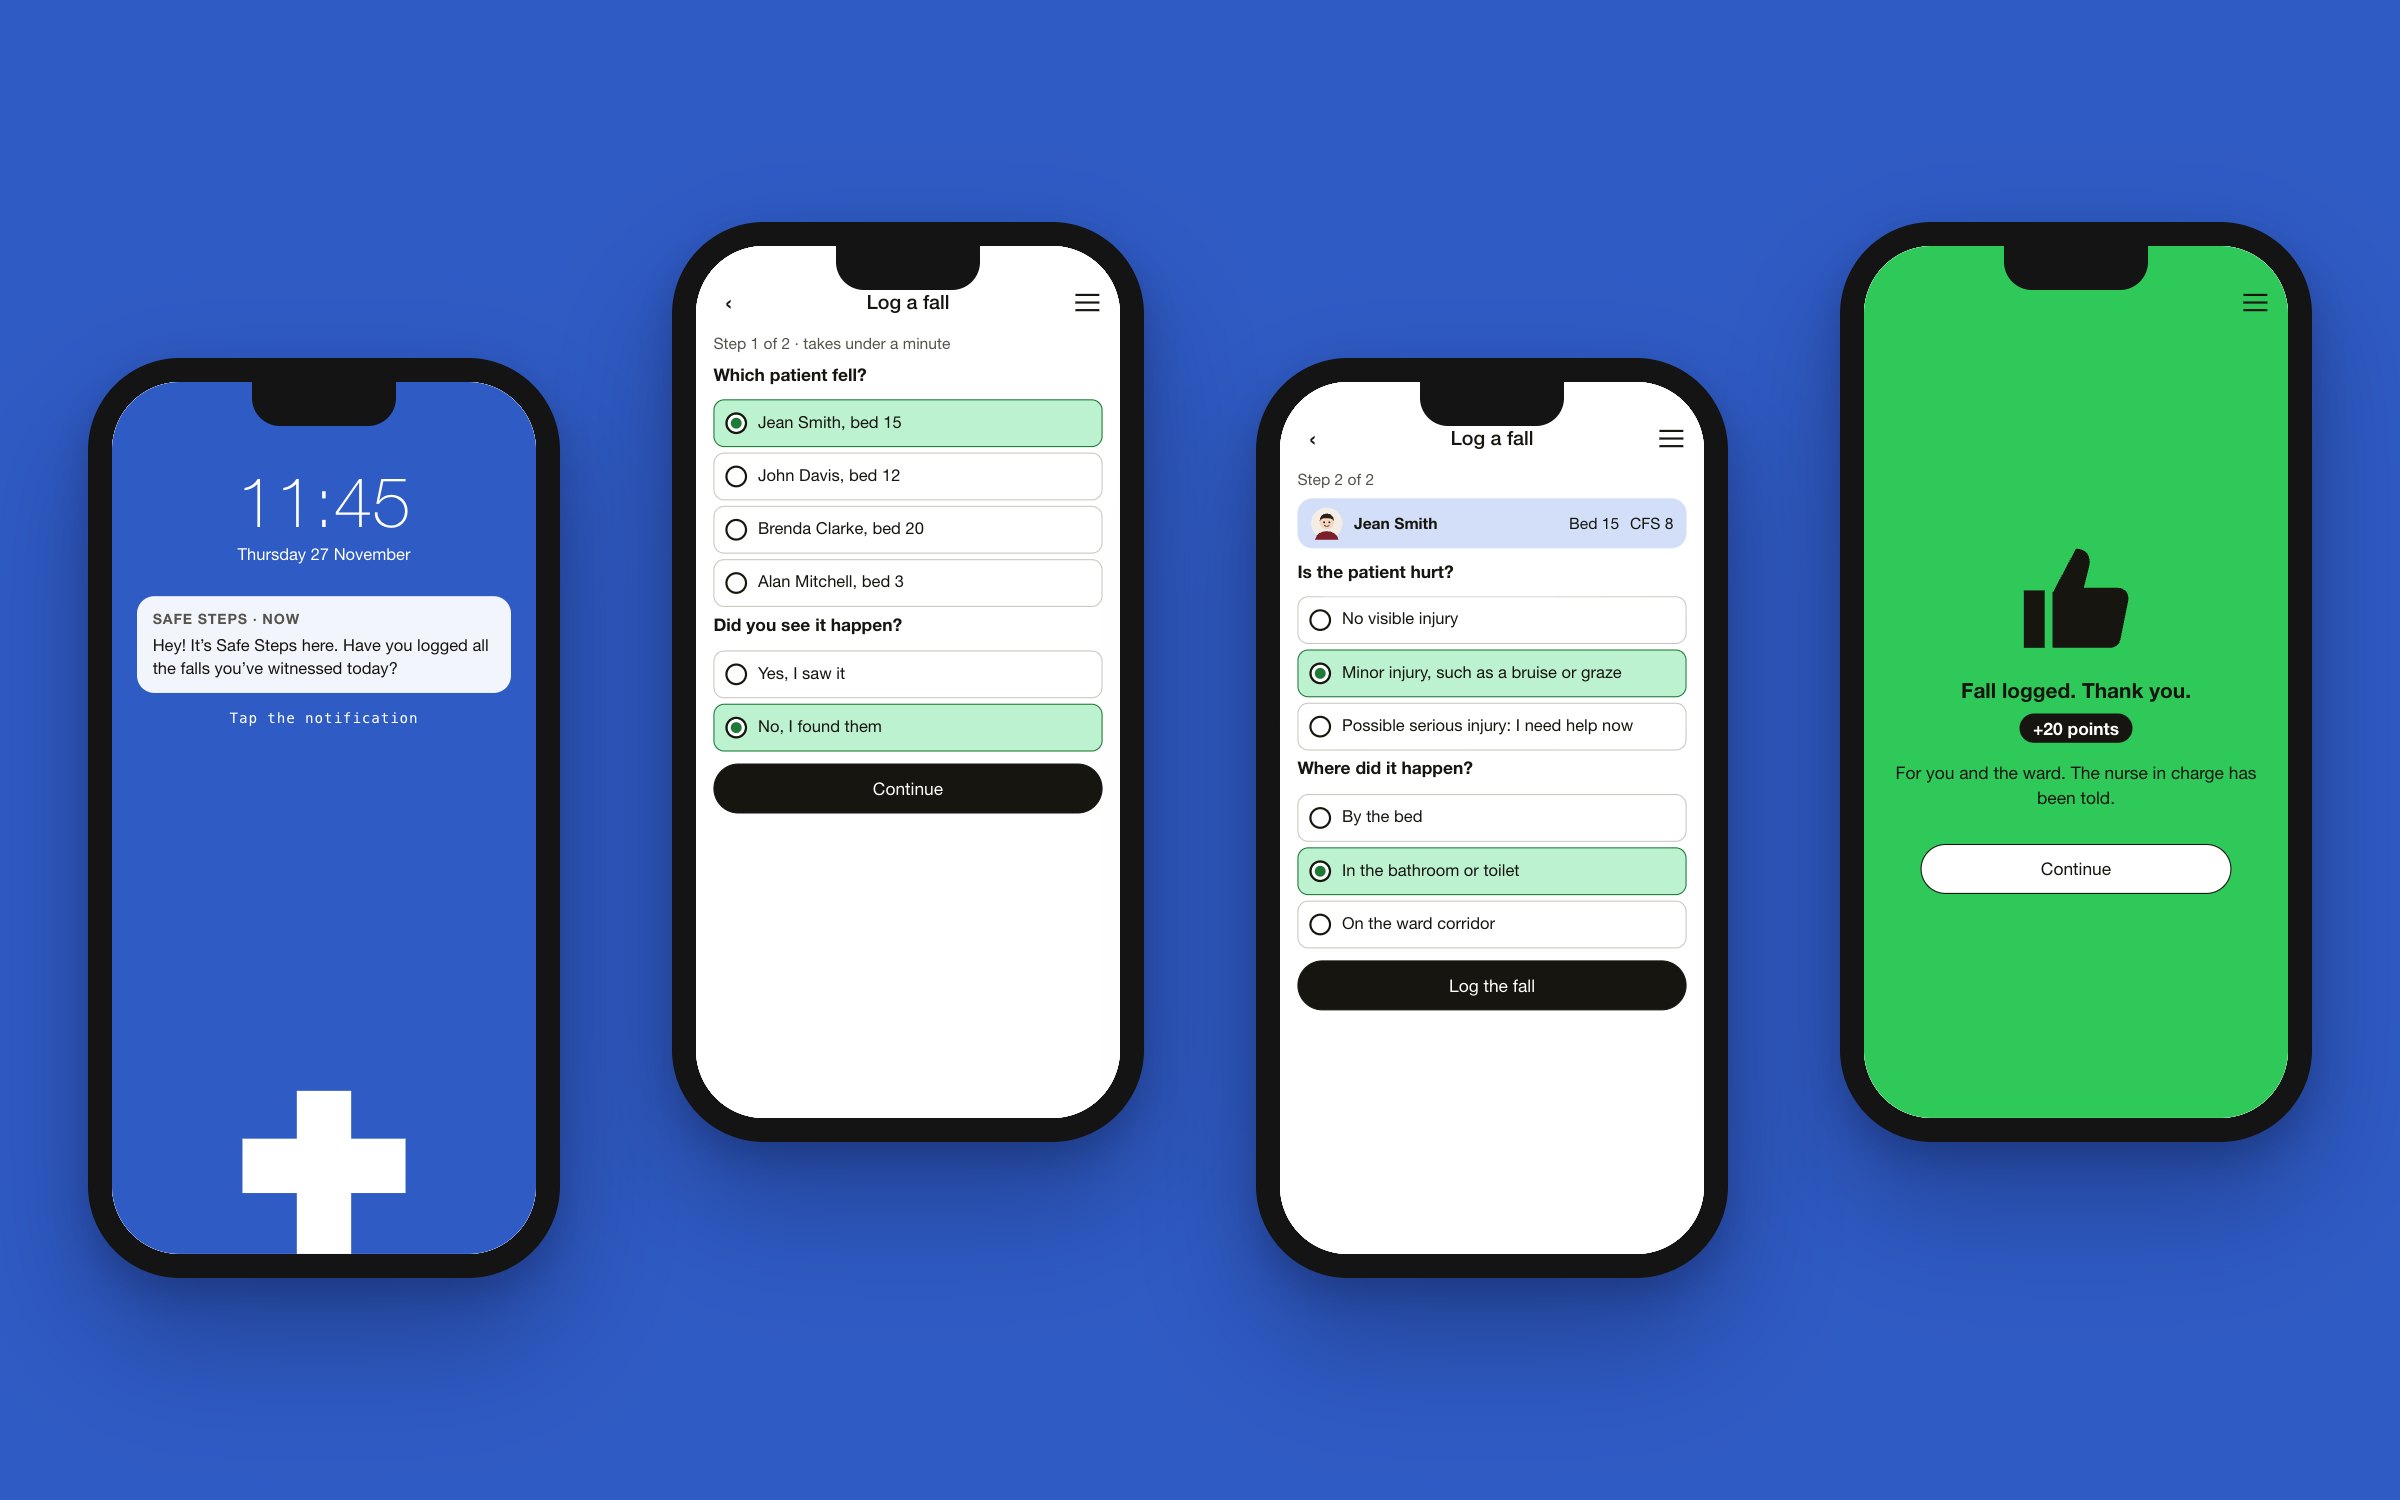 11:45
Thursday 27 November
SAFE STEPS · NOW
Hey! It’s Safe Steps here. Have you logged all
the falls you’ve witnessed today?
Tap the notification
‹ Log a fall
Step 1 of 2 · takes under a minute
Which patient fell?
Jean Smith, bed 15
John Davis, bed 12
Brenda Clarke, bed 20
Alan Mitchell, bed 3
Did you see it happen?
Yes, I saw it
No, I found them
Continue
‹ Log a fall
Step 2 of 2
Jean Smith Bed 15 CFS 8
Is the patient hurt?
No visible injury
Minor injury, such as a bruise or graze
Possible serious injury: I need help now
Where did it happen?
By the bed
In the bathroom or toilet
On the ward corridor
Log the fall
Fall logged. Thank you.
+20 points
For you and the ward. The nurse in charge has
been told.
Continue